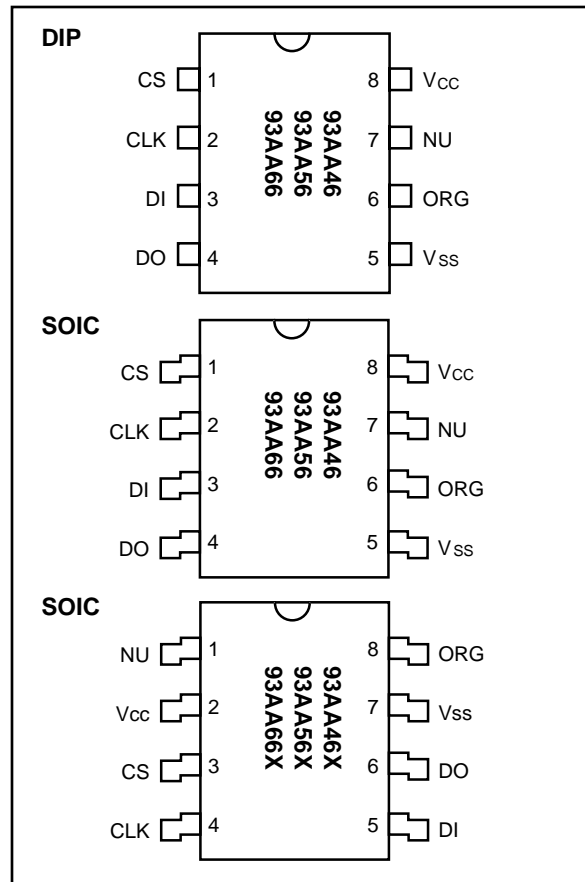 DIP
CS 1 8 VCC
CLK 2 7 NU
DI 3 6 ORG
DO 4 5 VSS
93AA46
93AA56
93AA66
SOIC
CS 1 8 VCC
CLK 2 7 NU
DI 3 6 ORG
DO 4 5 VSS
93AA46
93AA56
93AA66
SOIC
NU 1 8 ORG
Vcc 2 7 Vss
CS 3 6 DO
CLK 4 5 DI
93AA46X
93AA56X
93AA66X